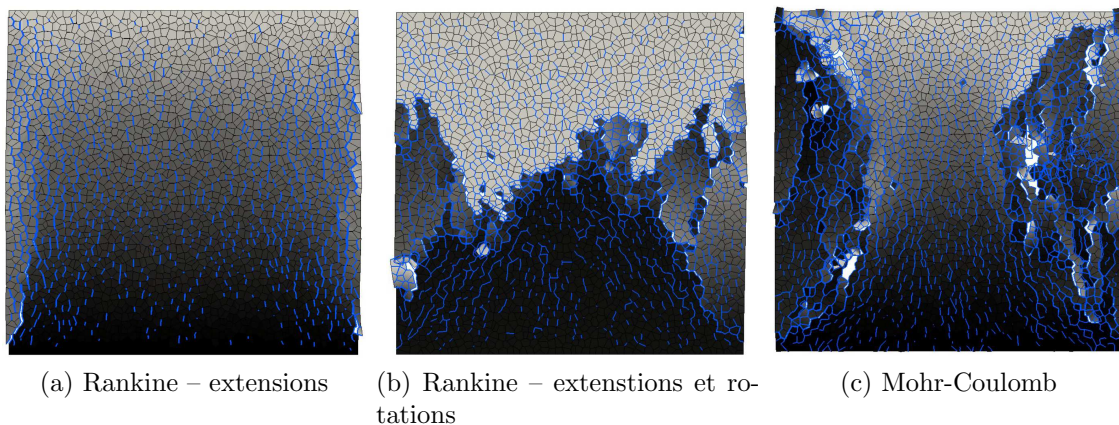 (a) Rankine – extensions
(b) Rankine – extenstions et ro-
tations
(c) Mohr-Coulomb